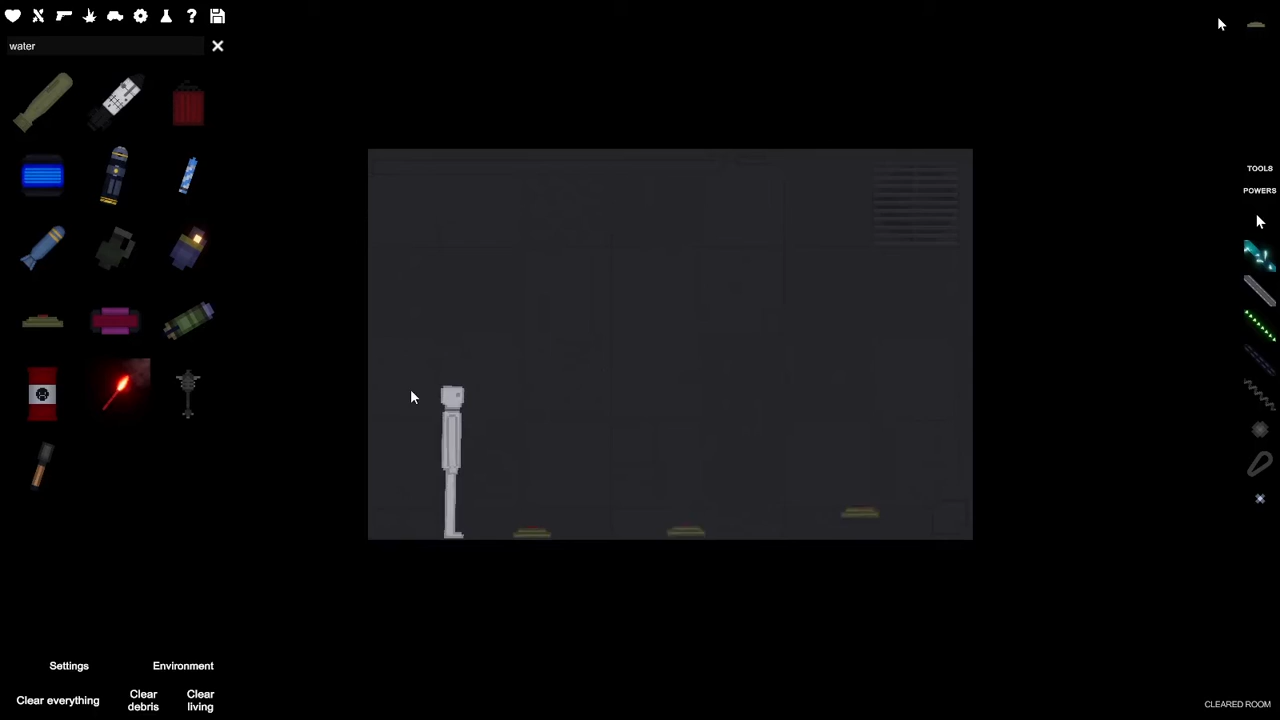 water
TOOLS
POWERS
Settings
Environment
Clear everything
Clear debris
Clear living
CLEARED ROOM